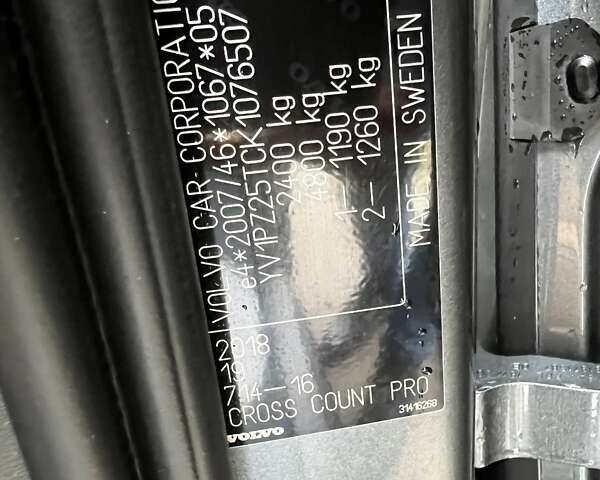 VOLVO CAR CORPORATION
e4*2007/46*1067*05
YV1PZ25TCK1076507
2400 kg
4800 kg
1— 1190 kg
2— 1260 kg
MADE IN SWEDEN
2018
19
714—16
CROSS COUNT PRO
31416268
VOLVO